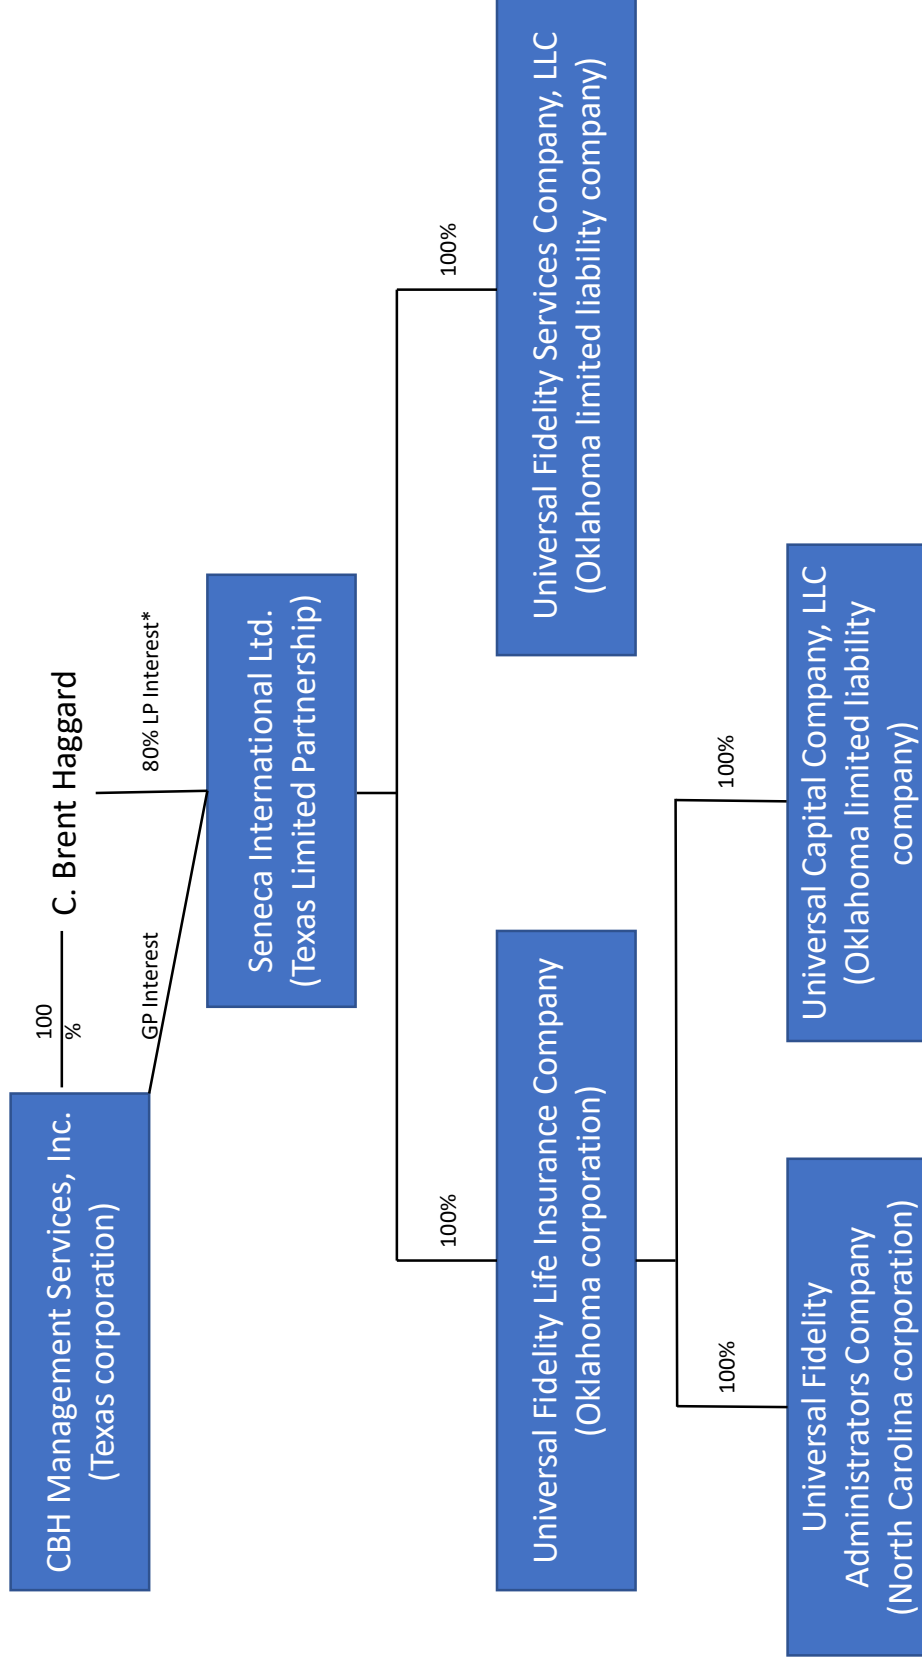 CBH Management Services, Inc.
(Texas corporation)
100
%
C. Brent Haggard
GP Interest
80% LP Interest*
Seneca International Ltd.
(Texas Limited Partnership)
100%
100%
Universal Fidelity Life Insurance Company
(Oklahoma corporation)
Universal Fidelity Services Company, LLC
(Oklahoma limited liability company)
100%
100%
Universal Fidelity
Administrators Company
(North Carolina corporation)
Universal Capital Company, LLC
(Oklahoma limited liability
company)